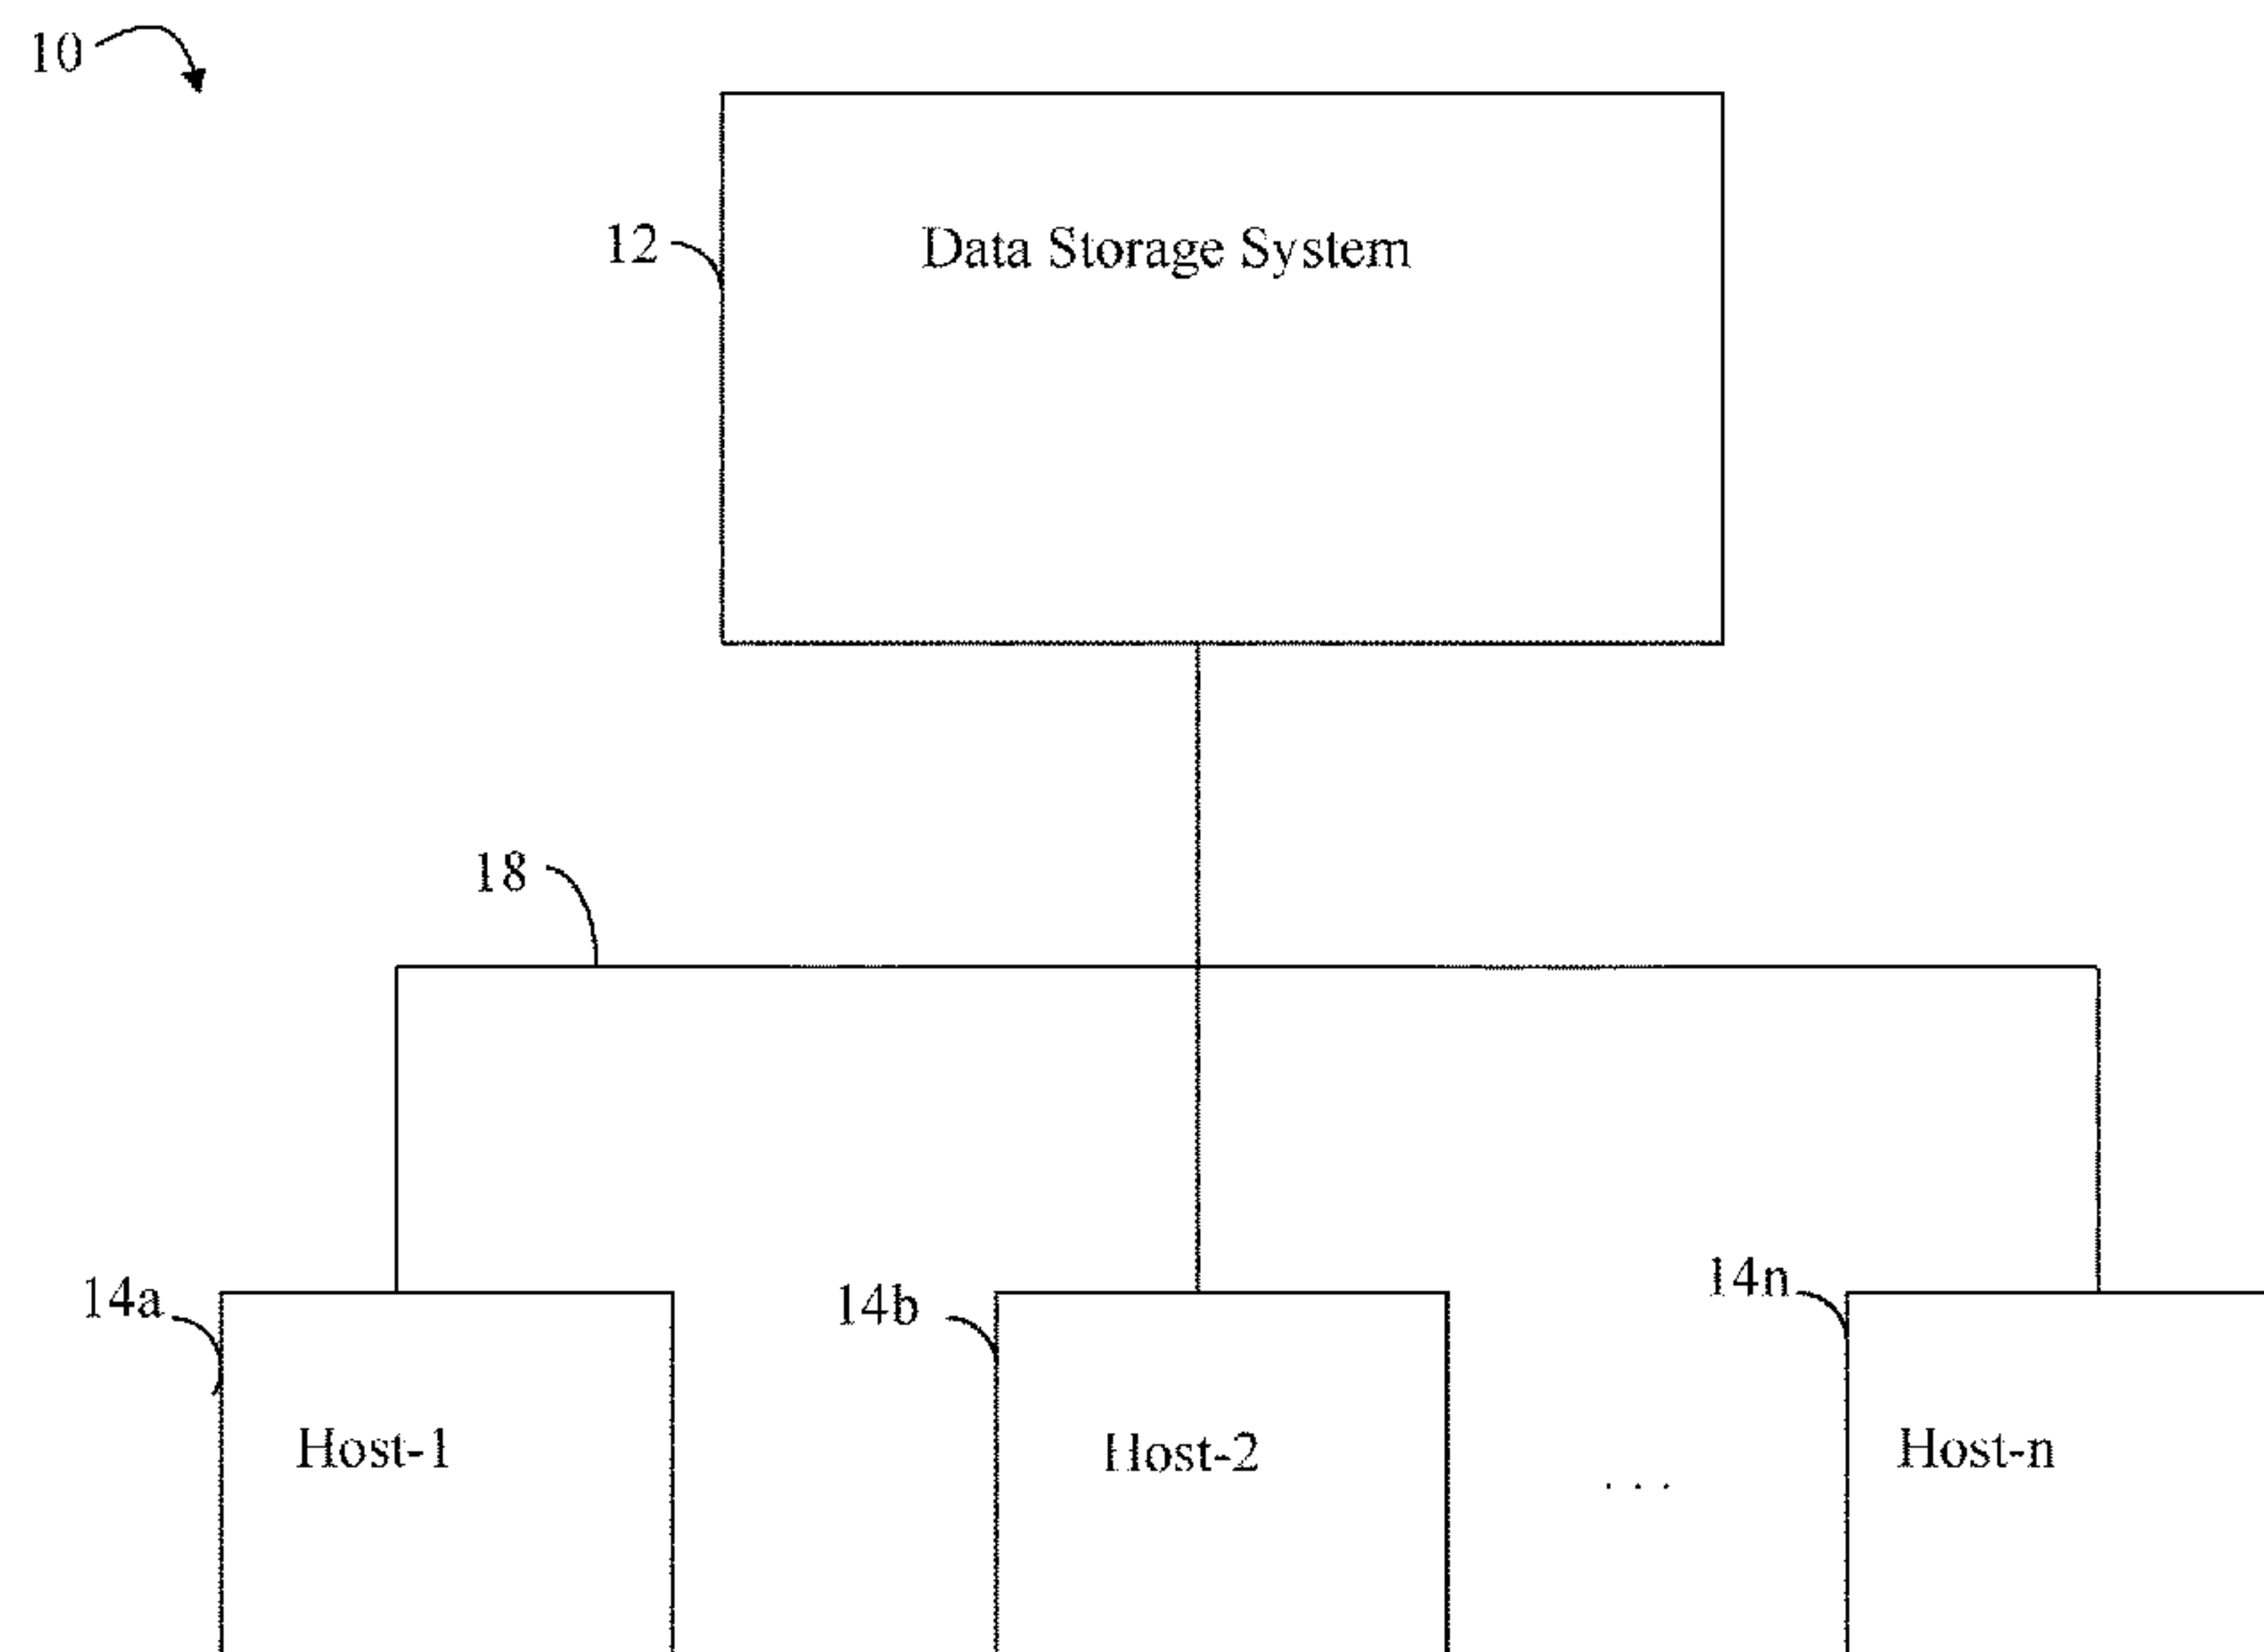 10
12
Data Storage System
18
14a
14b
14n
Host-1
Host-2
. . .
Host-n